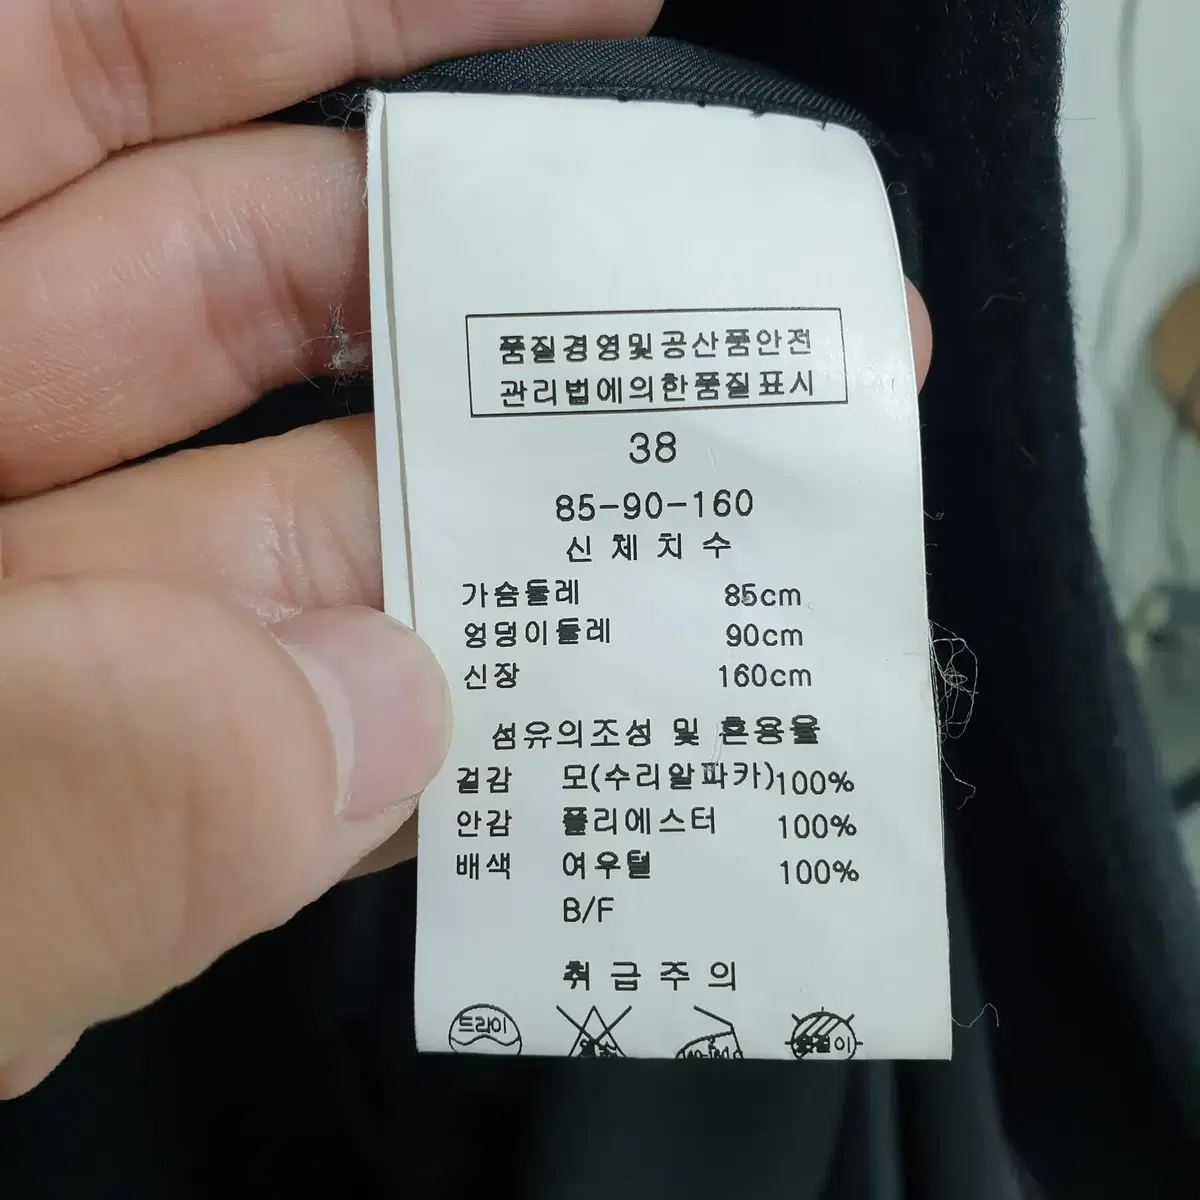 품질경영및공산품안전
관리법에의한품질표시
38
85-90-160
신체치수
가슴둘레 85cm
엉덩이둘레 90cm
신장 160cm
섬유의조성 및 혼용율
겉감 모(수리알파카)100%
안감 폴리에스터 100%
배색 여우털 100%
B/F
취급주의
드라이